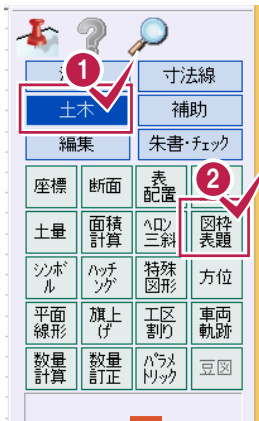 1
寸法線
土木
補助
編集
朱書・チェック
2
座標
断面
表
配置
土量
面積
計算
ヘロン
三斜
図枠
表題
シンボ
ル
ハッチ
ング
特殊
図形
方位
平面
線形
旗上
げ
工区
割り
車両
軌跡
数量
計算
数量
訂正
パラメ
トリック
豆図